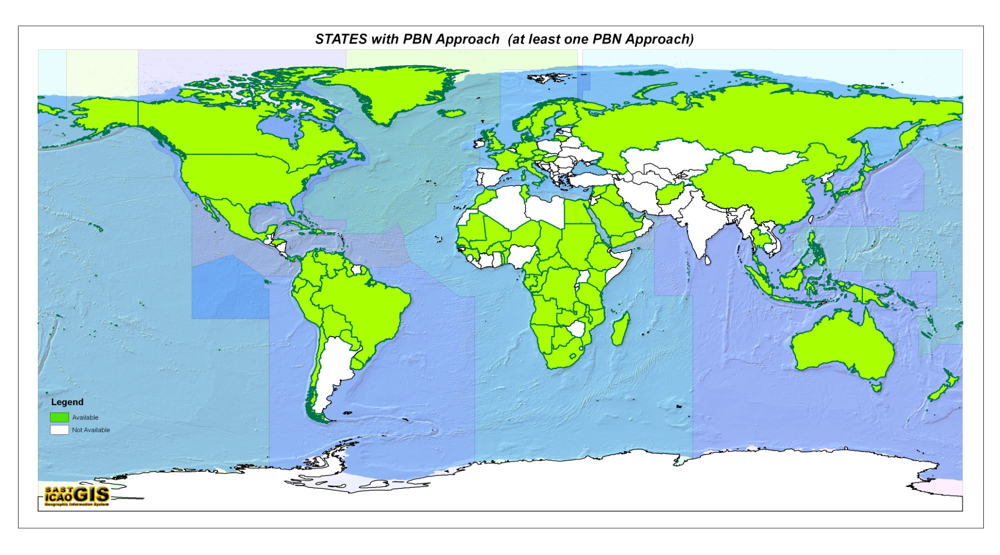 STATES with PBN Approach (at least one PBN Approach)
Legend
Available
Not Available
SAST
ICAO GIS
Geographic Information System